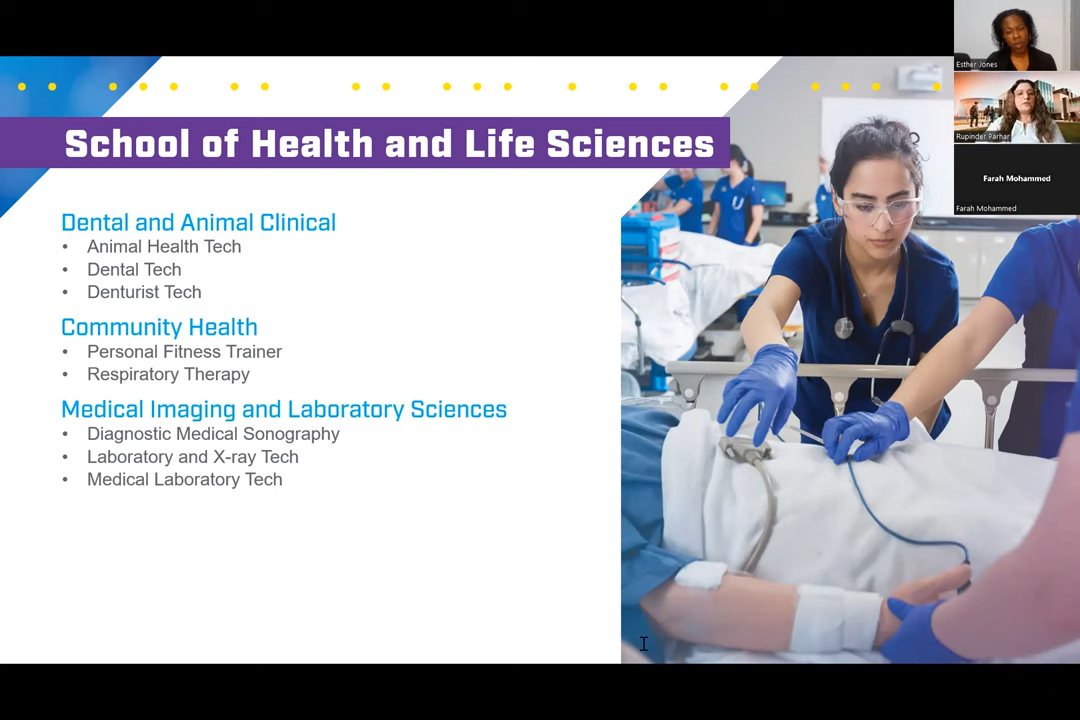 School of Health and Life Sciences
Dental and Animal Clinical
• Animal Health Tech
• Dental Tech
• Denturist Tech
Community Health
• Personal Fitness Trainer
• Respiratory Therapy
Medical Imaging and Laboratory Sciences
• Diagnostic Medical Sonography
• Laboratory and X-ray Tech
• Medical Laboratory Tech
Esther Jones
Rupinder Parhar
Farah Mohammed
Farah Mohammed